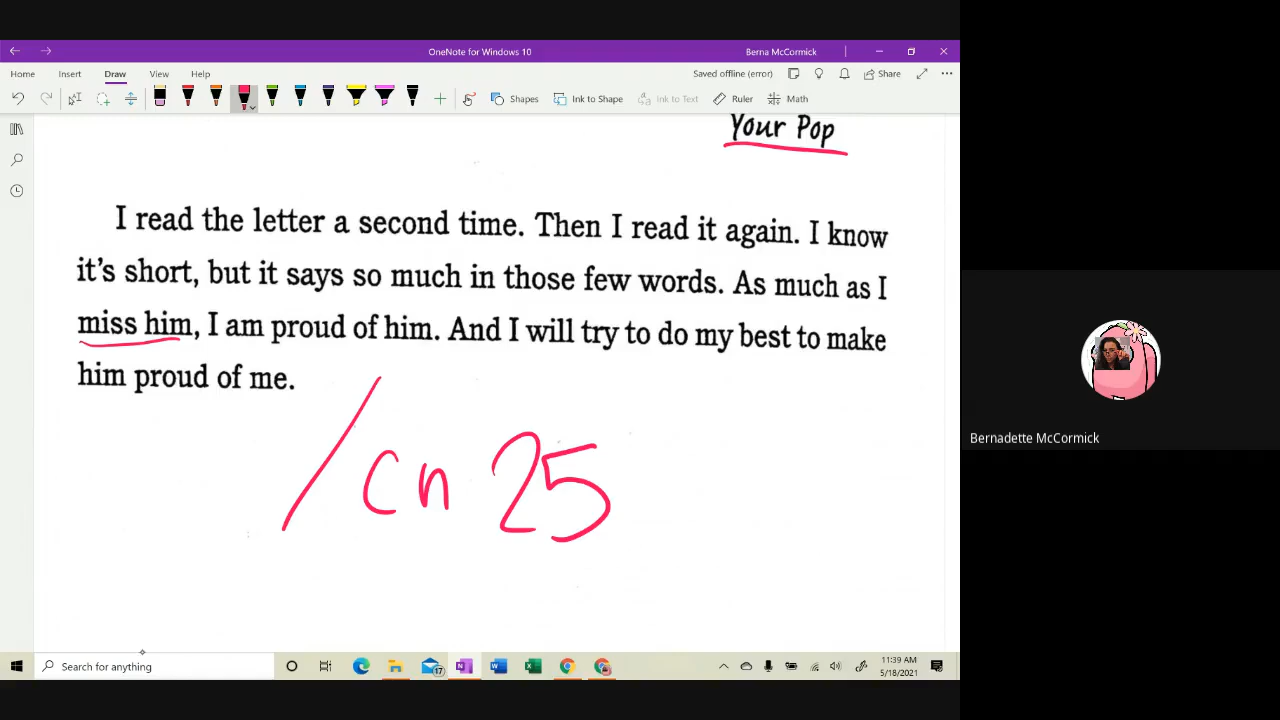 OneNote for Windows 10
Berna McCormick
Home Insert Draw View Help
Saved offline (error)
Share
Shapes
Ink to Shape
Ink to Text
Ruler
Math
Your Pop
I read the letter a second time. Then I read it again. I know
it's short, but it says so much in those few words. As much as I
miss him, I am proud of him. And I will try to do my best to make
him proud of me.
/cn 25
Bernadette McCormick
Search for anything
17
11:39 AM
5/18/2021